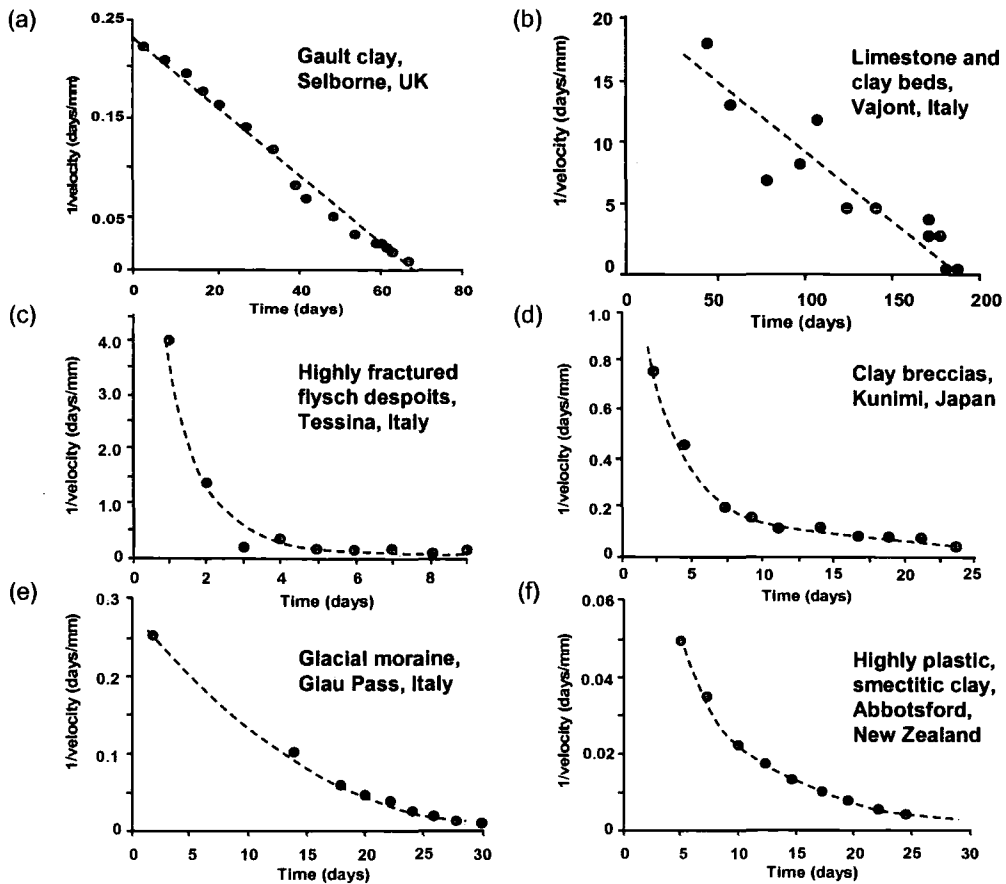 (a)
0.25
0.15
0.05
0
1/velocity (days/mm)
Gault clay,
Selborne, UK
0 20 40 60 80
Time (days)
(b)
20
15
10
5
0
1/velocity (days/mm)
Limestone and
clay beds,
Vajont, Italy
0 50 100 150 200
Time (days)
(c)
4.0
3.0
2.0
1.0
0
1/velocity (days/mm)
Highly fractured
flysch despoits,
Tessina, Italy
0 2 4 6 8
Time (days)
(d)
1.0
0.8
0.6
0.4
0.2
0
1/velocity (days/mm)
Clay breccias,
Kunimi, Japan
0 5 10 15 20 25
Time (days)
(e)
0.3
0.2
0.1
0
1/velocity (days/mm)
Glacial moraine,
Giau Pass, Italy
0 5 10 15 20 25 30
Time (days)
(f)
0.06
0.04
0.02
0
1/velocity (days/mm)
Highly plastic,
smectitic clay,
Abbotsford,
New Zealand
0 5 10 15 20 25 30
Time (days)